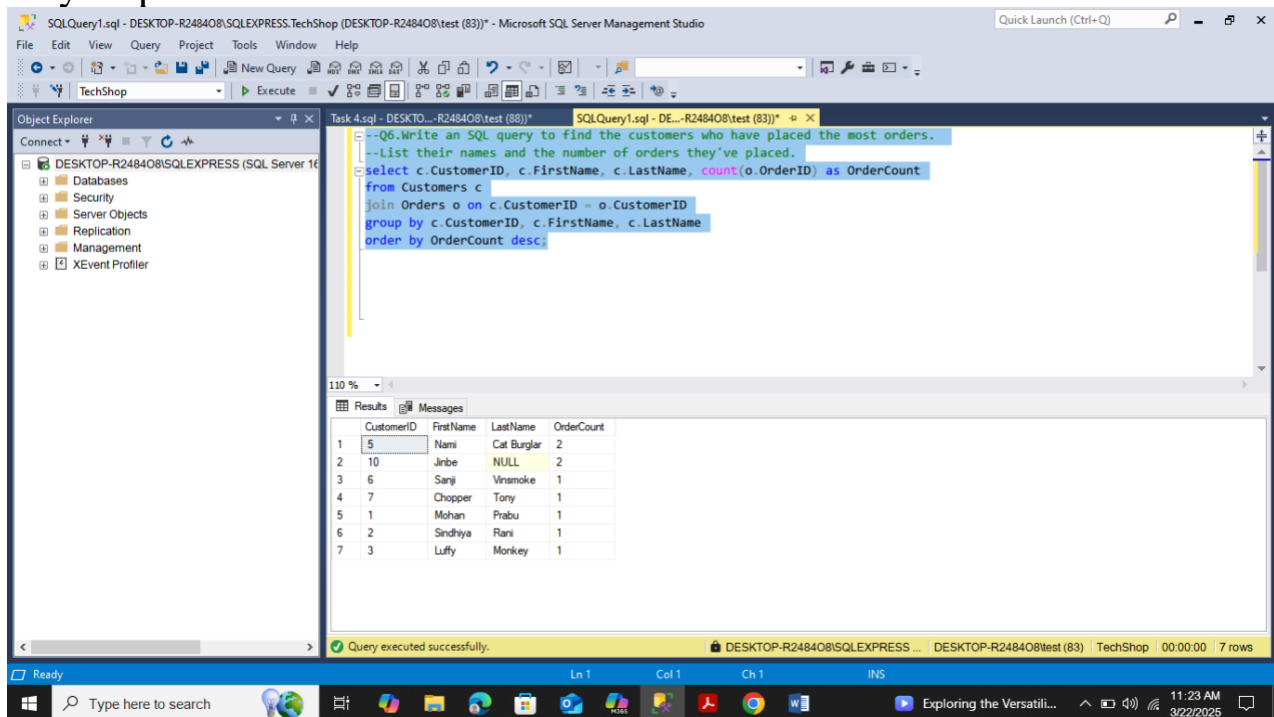 SQLQuery1.sql - DESKTOP-R2484O8\SQLEXPRESS.TechShop (DESKTOP-R2484O8\test (83))* - Microsoft SQL Server Management Studio
Quick Launch (Ctrl+Q)
File Edit View Query Project Tools Window Help
New Query
TechShop
Execute
Object Explorer
Task 4.sql - DESKTO...-R2484O8\test (88))*
SQLQuery1.sql - DE...-R2484O8\test (83))*
Connect
DESKTOP-R2484O8\SQLEXPRESS (SQL Server 16
Databases
Security
Server Objects
Replication
Management
XEvent Profiler
--Q6.Write an SQL query to find the customers who have placed the most orders.
--List their names and the number of orders they've placed.
select c.CustomerID, c.FirstName, c.LastName, count(o.OrderID) as OrderCount
from Customers c
join Orders o on c.CustomerID = o.CustomerID
group by c.CustomerID, c.FirstName, c.LastName
order by OrderCount desc;
110 %
Results Messages
CustomerID FirstName LastName OrderCount
1 5 Nami Cat Burglar 2
2 10 Jinbe NULL 2
3 6 Sanji Vinsmoke 1
4 7 Chopper Tony 1
5 1 Mohan Prabu 1
6 2 Sindhiya Rani 1
7 3 Luffy Monkey 1
Query executed successfully.
DESKTOP-R2484O8\SQLEXPRESS ... DESKTOP-R2484O8\test (83) TechShop 00:00:00 7 rows
Ready
Ln 1 Col 1 Ch 1 INS
Type here to search
Exploring the Versatili...
11:23 AM
3/22/2025